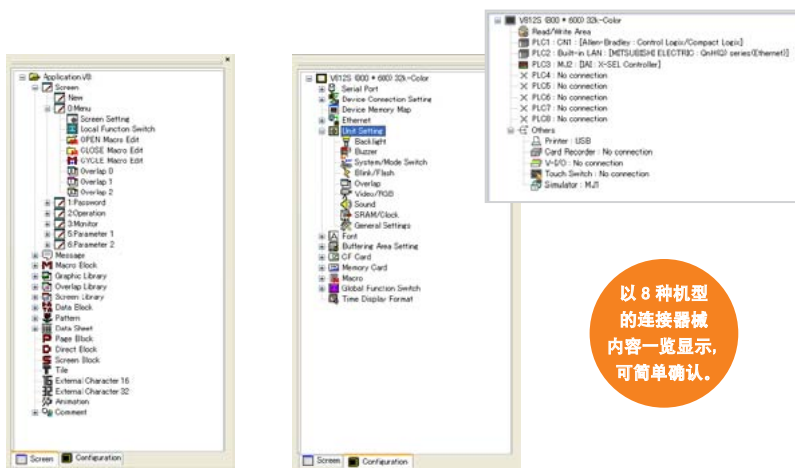 Application V8
Screen
New
0:Menu
Screen Setting
Local Function Switch
OPEN Macro Edit
CLOSE Macro Edit
CYCLE Macro Edit
Overlap 0
Overlap 1
Overlap 2
1:Password
2:Operation
3:Monitor
5:Parameter 1
6:Parameter 2
Message
Macro Block
Graphic Library
Overlap Library
Screen Library
Data Block
Pattern
Data Sheet
Page Block
Direct Block
Screen Block
Tile
External Character 16
External Character 32
Animation
Comment
Screen
Configuration
V812S (800 * 600) 32k-Color
Serial Port
Device Connection Setting
Device Memory Map
Ethernet
Unit Setting
Backlight
Buzzer
System/Mode Switch
Blink/Flash
Overlap
Video/RGB
Sound
SRAM/Clock
General Settings
Font
Buffering Area Setting
CF Card
Memory Card
Macro
Global Function Switch
Time Display Format
Screen
Configuration
V812S (800 * 600) 32k-Color
Read/Write Area
PLC1 : CN1 : [Allen-Bradley : Control Logix/Compact Logix]
PLC2 : Built-in LAN : [MITSUBISHI ELECTRIC : QnH(Q) series(Ethernet)]
PLC3 : MJ2 : [IAI : X-SEL Controller]
PLC4 : No connection
PLC5 : No connection
PLC6 : No connection
PLC7 : No connection
PLC8 : No connection
Others
Printer : USB
Card Recorder : No connection
V-I/O : No connection
Touch Switch : No connection
Simulator : MJ1
以 8 种机型
的连接器械
内容一览显示,
可简单确认。